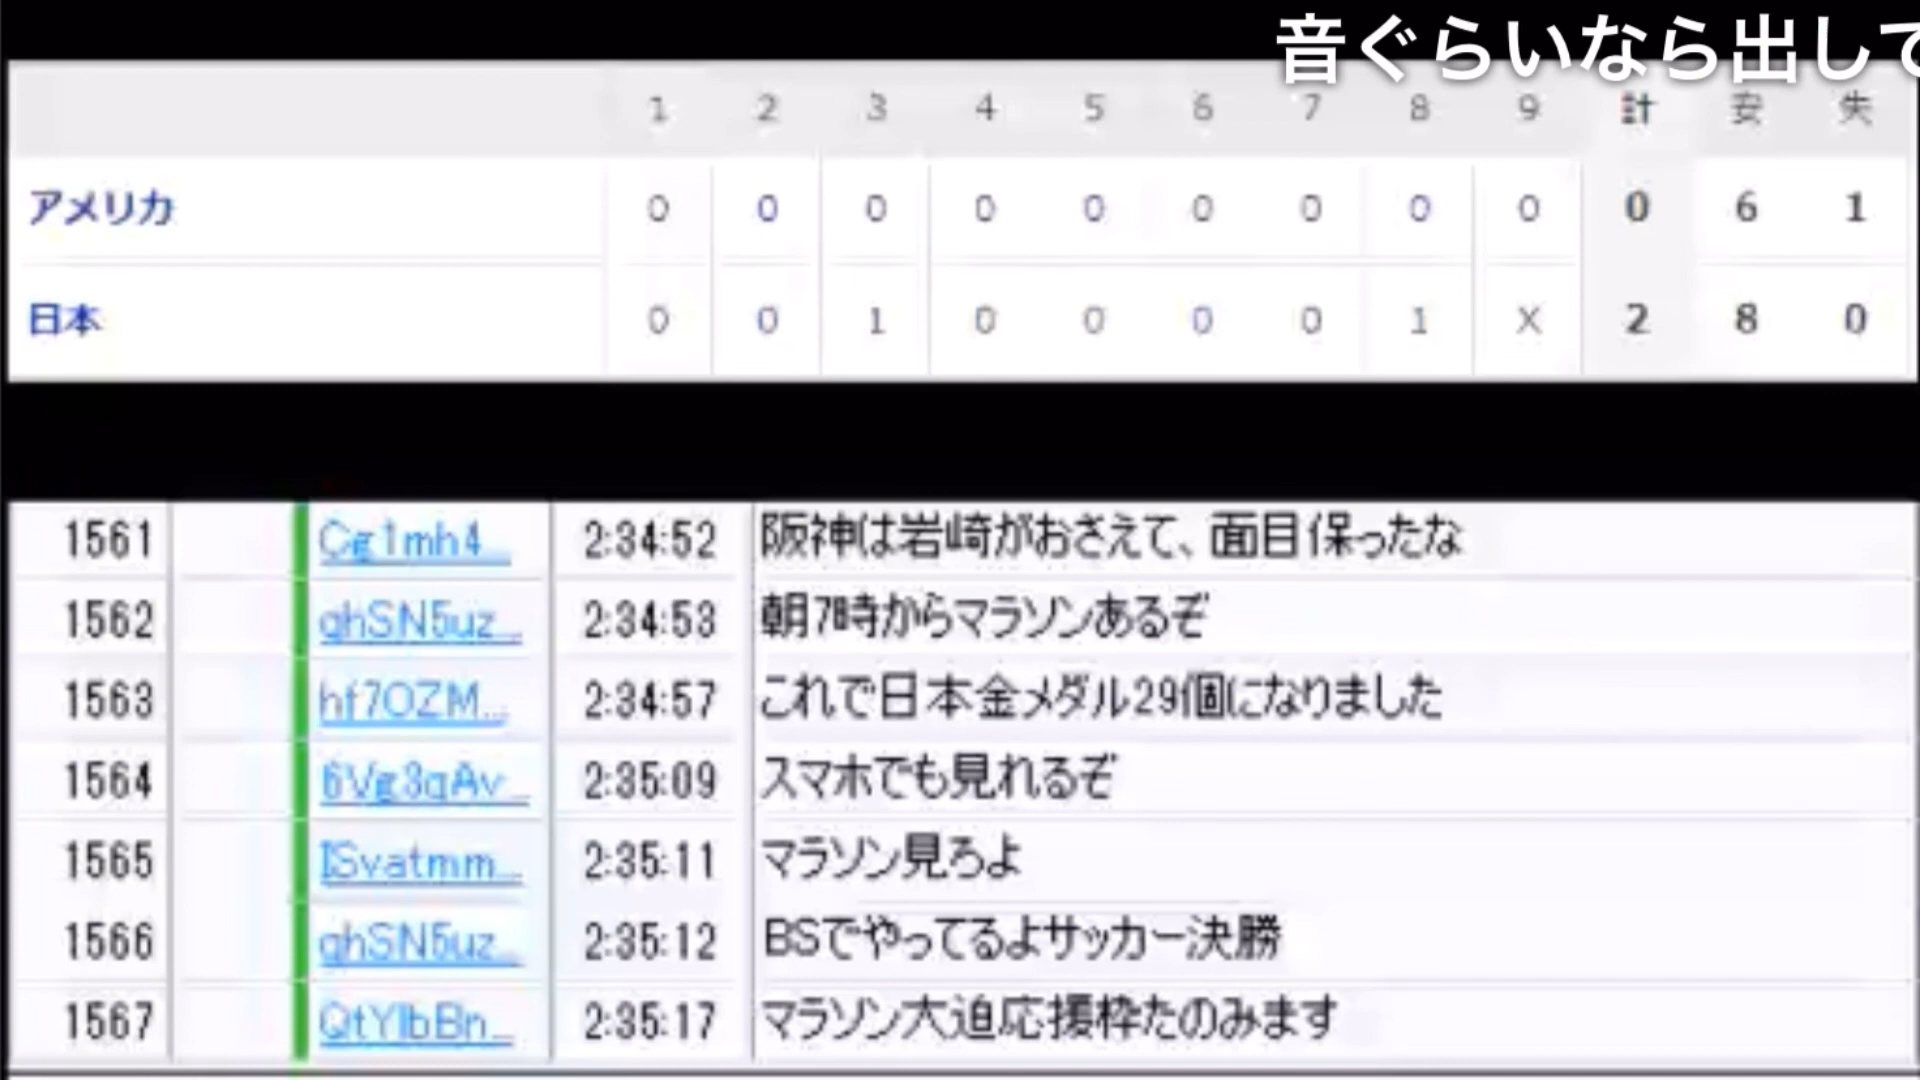 音ぐらいなら出して
1 2 3 4 5 6 7 8 9 計 安 失
アメリカ 0 0 0 0 0 0 0 0 0 0 6 1
日本 0 0 1 0 0 0 0 1 X 2 8 0
1561 Cg1mh4... 2:34:52 阪神は岩崎がおさえて、面目保ったな
1562 qhSN5uz... 2:34:53 朝7時からマラソンあるぞ
1563 hf7OZM... 2:34:57 これで日本金メダル29個になりました
1564 6Vg3qAv... 2:35:09 スマホでも見れるぞ
1565 ISvatmm... 2:35:11 マラソン見ろよ
1566 qhSN5uz... 2:35:12 BSでやってるよサッカー決勝
1567 QtYlbBn... 2:35:17 マラソン大迫応援枠たのみます